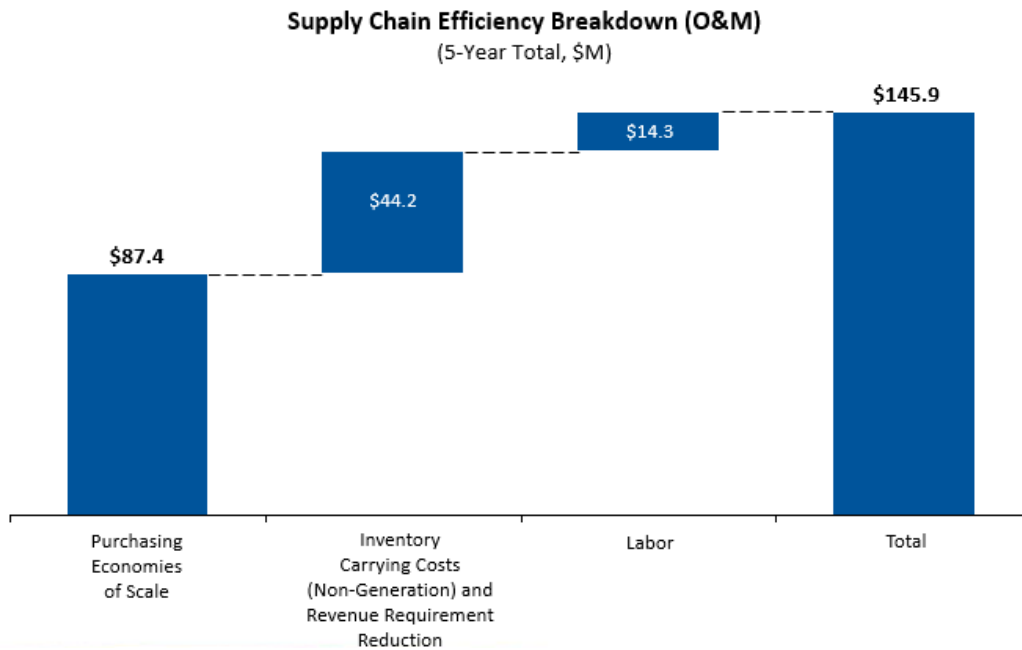 Supply Chain Efficiency Breakdown (O&M)
(5-Year Total, $M)
$145.9
$14.3
$44.2
$87.4
Purchasing
Economies
of Scale
Inventory
Carrying Costs
(Non-Generation) and
Revenue Requirement
Reduction
Labor
Total